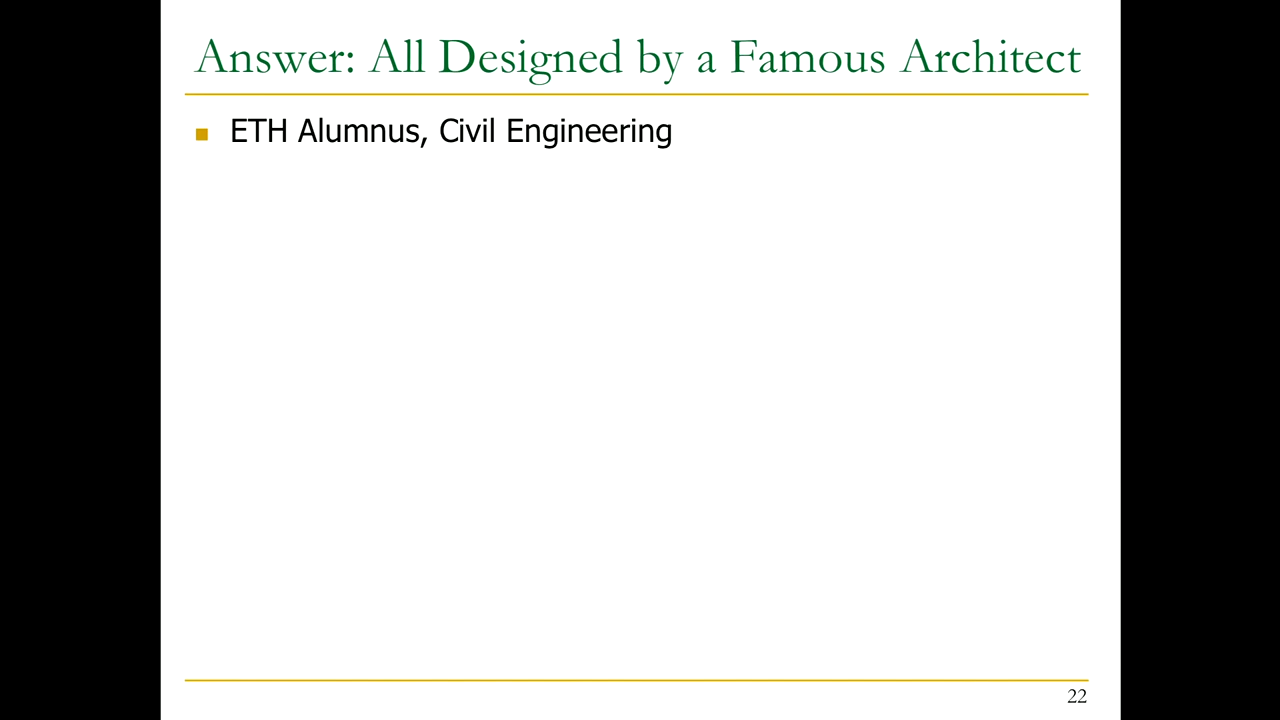 Answer: All Designed by a Famous Architect
ETH Alumnus, Civil Engineering
22